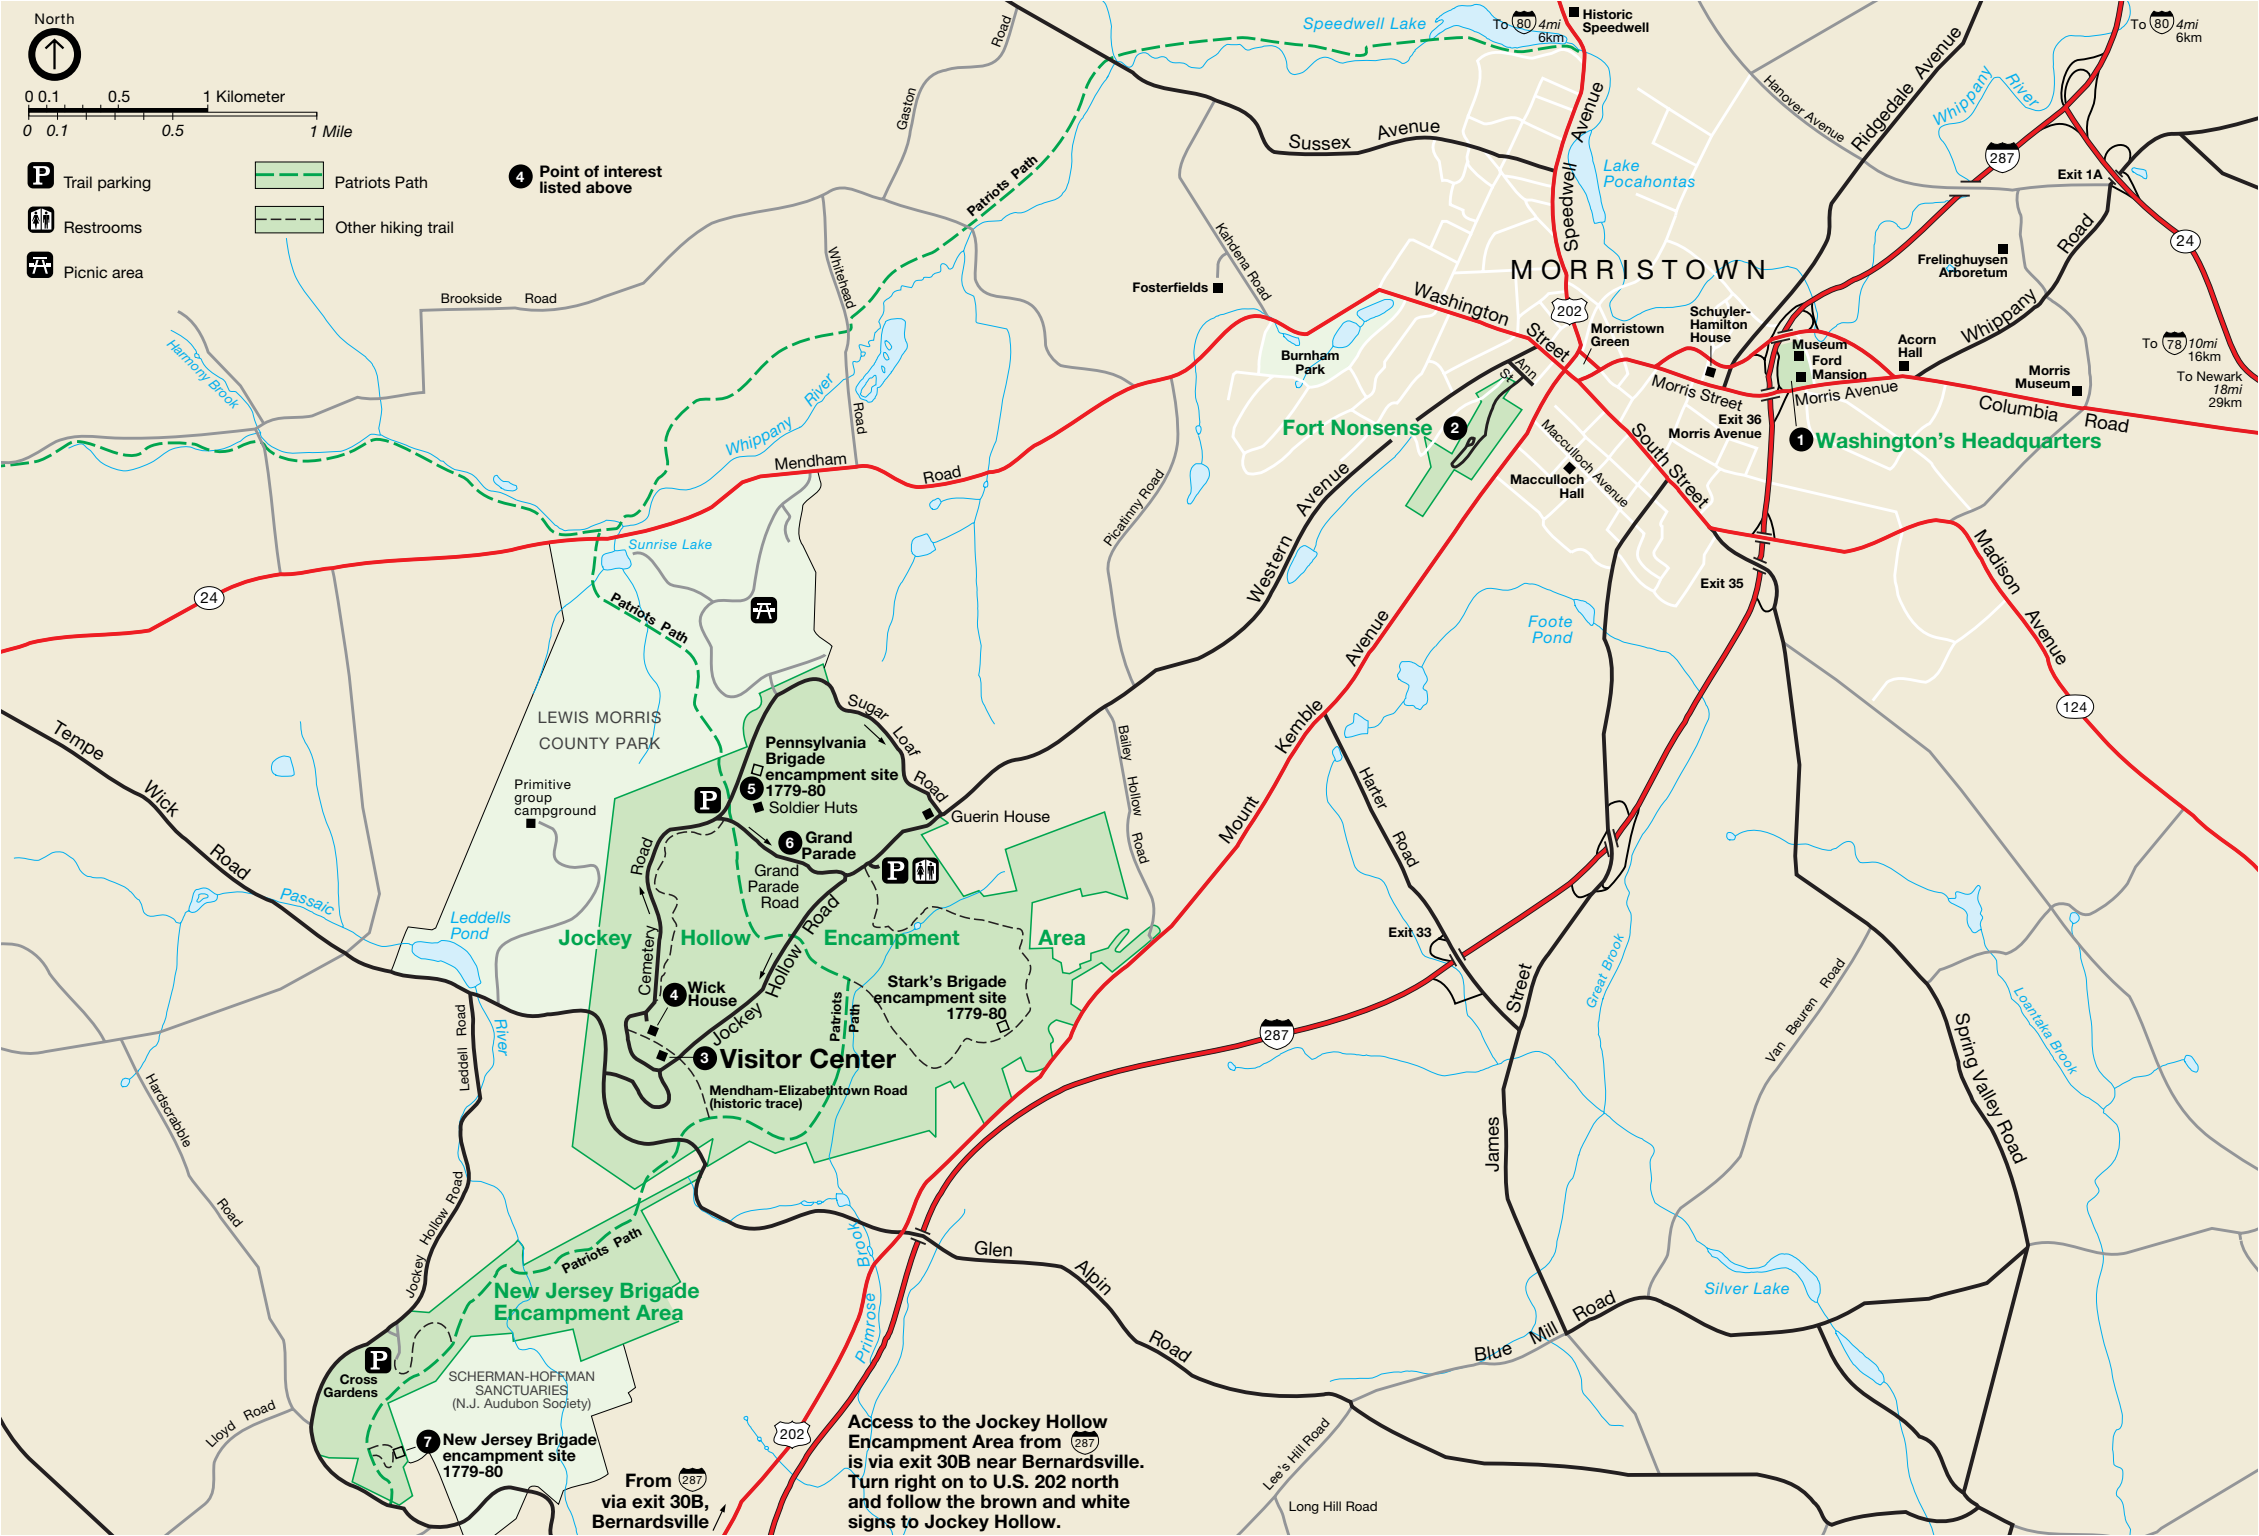 North
0 0.1 0.5 1 Kilometer
0 0.1 0.5 1 Mile
P Trail parking
Restrooms
Picnic area
Patriots Path
Other hiking trail
4 Point of interest
listed above
Gaston
Road
Patriots Path
Speedwell Lake
To 80 4mi
6km
Historic
Speedwell
Ridgedale Avenue
Hanover Avenue
Whippany
River
To 80 4mi
6km
287
Exit 1A
24
Sussex Avenue
Speedwell Avenue
Lake
Pocahontas
Kahdena Road
Fosterfields
MORRISTOWN
202
Washington
Street
Morristown
Green
Schuyler-
Hamilton
House
Frelinghuysen
Arboretum
Whippany Road
Museum
Ford
Mansion
Acorn
Hall
Morris
Museum
To 78 10mi
16km
To Newark
18mi
29km
Morris Street
Morris Avenue
Columbia Road
Exit 36
Morris Avenue
1 Washington's Headquarters
Burnham
Park
Ann
St
Fort Nonsense 2
Macculloch Avenue
Macculloch
Hall
South Street
Exit 35
Madison Avenue
124
Brookside Road
Whitehead
Road
Harmony Brook
Whippany River
Mendham Road
24
Sunrise Lake
Patriots Path
Picatinny Road
Western Avenue
Mount Kemble Avenue
Foote
Pond
LEWIS MORRIS
COUNTY PARK
Primitive
group
campground
Tempe Wick Road
Passaic
River
Leddells
Pond
Sugar Loaf Road
Pennsylvania
Brigade
encampment site
1779-80
5
Soldier Huts
P
6 Grand
Parade
Grand
Parade
Road
Guerin House
P
Bailey Hollow Road
Harter Road
Cemetery Road
Jockey Hollow Encampment Area
Jockey Hollow Road
4 Wick
House
Stark's Brigade
encampment site
1779-80
Patriots
Path
3 Visitor Center
Mendham-Elizabethtown Road
(historic trace)
Exit 33
287
James Street
Great Brook
Van Beuren Road
Loantaka Brook
Spring Valley Road
Leddell Road
Hardscrabble
Road
Jockey Hollow Road
Patriots Path
New Jersey Brigade
Encampment Area
P
Cross
Gardens
SCHERMAN-HOFFMAN
SANCTUARIES
(N.J. Audubon Society)
7 New Jersey Brigade
encampment site
1779-80
Lloyd Road
Primrose Brook
Glen Alpin Road
Silver Lake
Blue Mill Road
Lee's Hill Road
Long Hill Road
202
From 287
via exit 30B,
Bernardsville
Access to the Jockey Hollow
Encampment Area from 287
is via exit 30B near Bernardsville.
Turn right on to U.S. 202 north
and follow the brown and white
signs to Jockey Hollow.